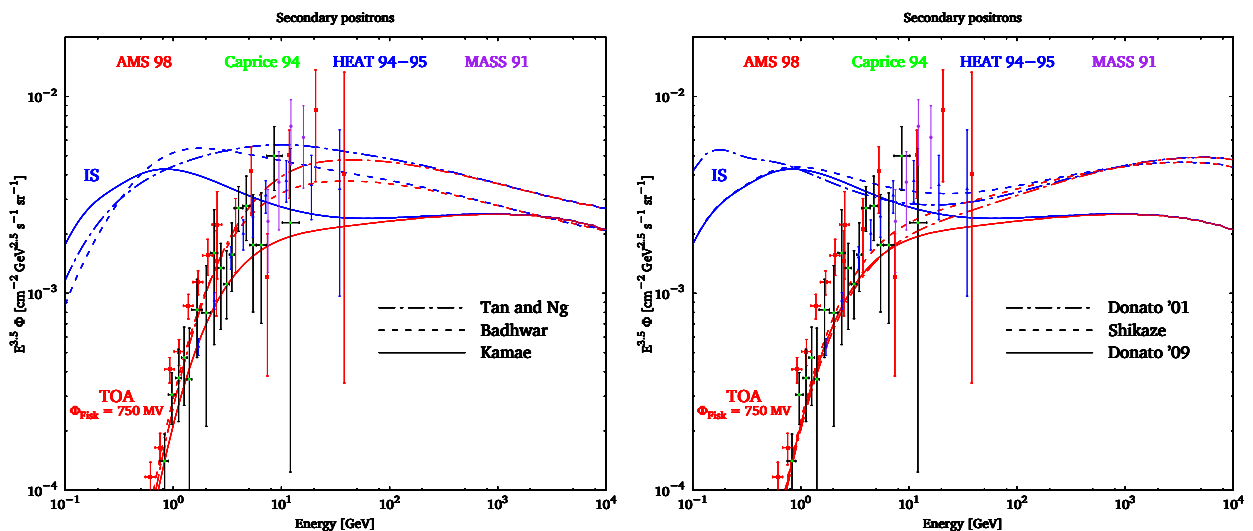 Secondary positrons
AMS 98 Caprice 94 HEAT 94−95 MASS 91
10⁻²
IS
E³·⁵ Φ [cm⁻² GeV²·⁵ s⁻¹ sr⁻¹]
10⁻³
Tan and Ng
Badhwar
Kamae
TOA
Φ_Fisk = 750 MV
10⁻⁴
10⁻¹ 10⁰ 10¹ 10² 10³ 10⁴
Energy [GeV]
Secondary positrons
AMS 98 Caprice 94 HEAT 94−95 MASS 91
10⁻²
IS
E³·⁵ Φ [cm⁻² GeV²·⁵ s⁻¹ sr⁻¹]
10⁻³
Donato '01
Shikaze
Donato '09
TOA
Φ_Fisk = 750 MV
10⁻⁴
10⁻¹ 10⁰ 10¹ 10² 10³ 10⁴
Energy [GeV]